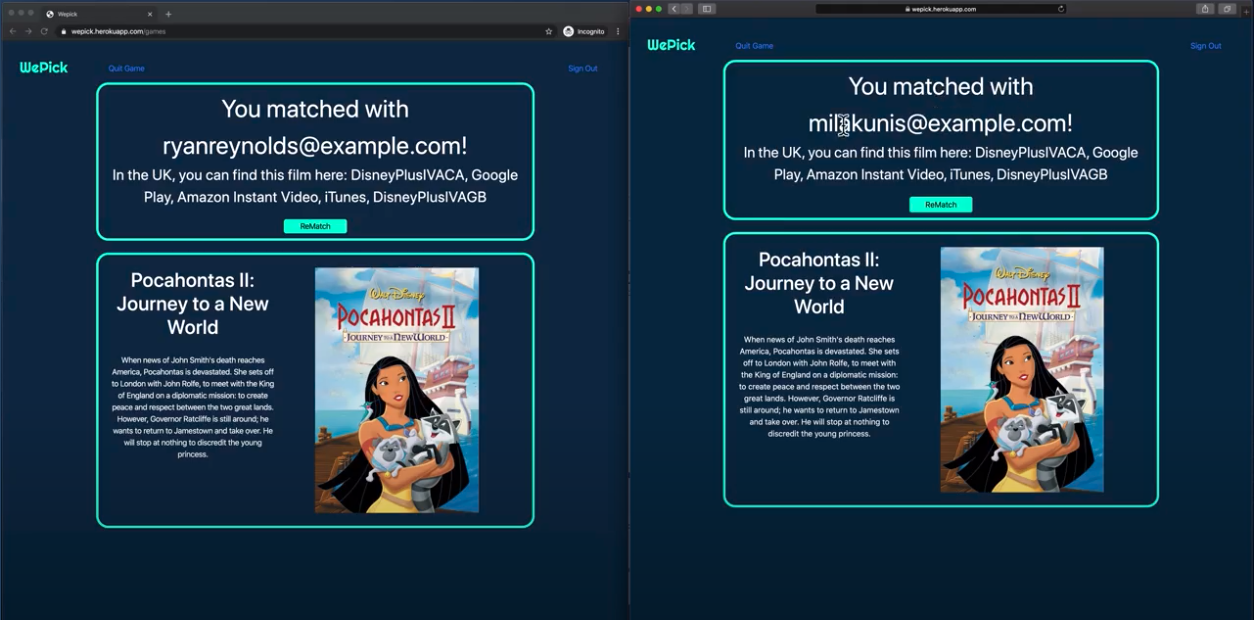 Wepick
wepick.herokuapp.com/games
Incognito
WePick
Quit Game
Sign Out
You matched with
ryanreynolds@example.com!
In the UK, you can find this film here: DisneyPlusIVACA, Google
Play, Amazon Instant Video, iTunes, DisneyPlusIVAGB
ReMatch
Pocahontas II:
Journey to a New
World
When news of John Smith's death reaches
America, Pocahontas is devastated. She sets off
to London with John Rolfe, to meet with the King
of England on a diplomatic mission: to create
peace and respect between the two great lands.
However, Governor Ratcliffe is still around; he
wants to return to Jamestown and take over. He
will stop at nothing to discredit the young
princess.
WALT DISNEY
POCAHONTAS II
JOURNEY TO A NEW WORLD
wepick.herokuapp.com
WePick
Quit Game
Sign Out
You matched with
milakunis@example.com!
In the UK, you can find this film here: DisneyPlusIVACA, Google
Play, Amazon Instant Video, iTunes, DisneyPlusIVAGB
ReMatch
Pocahontas II:
Journey to a New
World
When news of John Smith's death reaches
America, Pocahontas is devastated. She sets
off to London with John Rolfe, to meet with
the King of England on a diplomatic mission:
to create peace and respect between the two
great lands. However, Governor Ratcliffe is
still around; he wants to return to Jamestown
and take over. He will stop at nothing to
discredit the young princess.
WALT DISNEY
POCAHONTAS II
JOURNEY TO A NEW WORLD